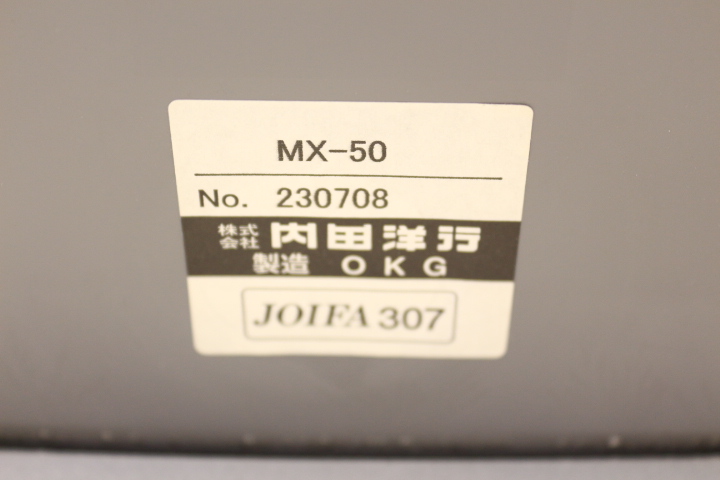 MX-50
No. 230708
株式会社 内田洋行
製造 OKG
JOIFA 307